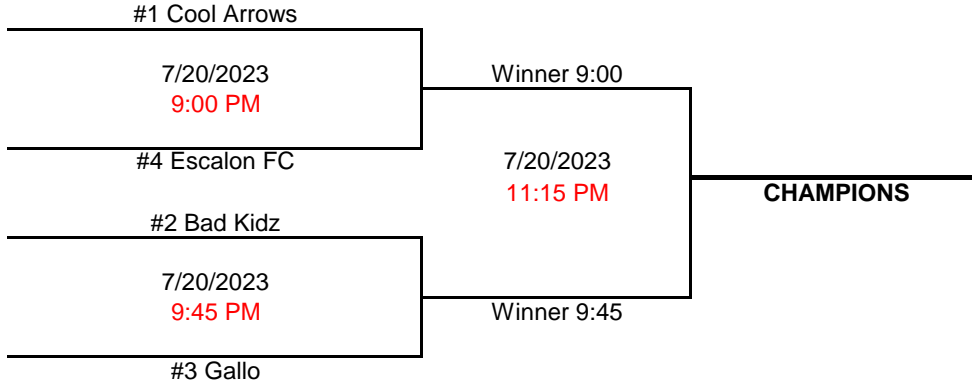 #1 Cool Arrows
7/20/2023
9:00 PM
#4 Escalon FC
#2 Bad Kidz
7/20/2023
9:45 PM
#3 Gallo
Winner 9:00
7/20/2023
11:15 PM
Winner 9:45
CHAMPIONS